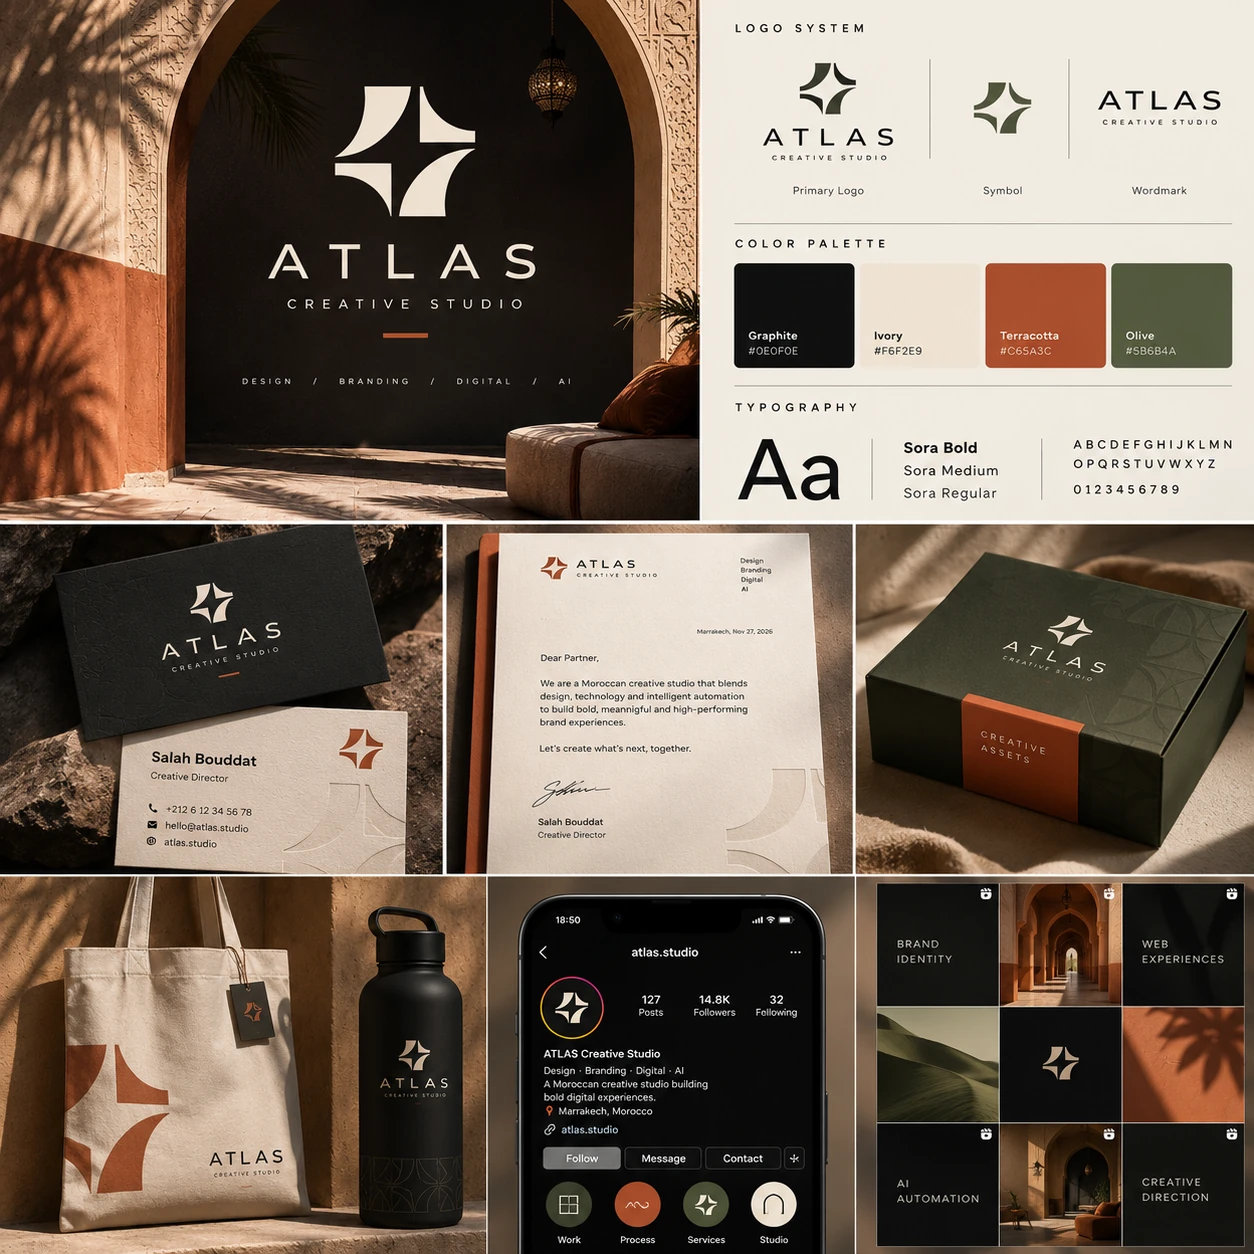 ATLAS
CREATIVE STUDIO
DESIGN / BRANDING / DIGITAL / AI
LOGO SYSTEM
ATLAS
CREATIVE STUDIO
Primary Logo
Symbol
ATLAS
CREATIVE STUDIO
Wordmark
COLOR PALETTE
Graphite
#0E0F0E
Ivory
#F6F2E9
Terracotta
#C65A3C
Olive
#5B6B4A
TYPOGRAPHY
Aa
Sora Bold
Sora Medium
Sora Regular
ABCDEFGHIJKLMN
OPQRSTUVWXYZ
0123456789
ATLAS
CREATIVE STUDIO
Salah Bouddat
Creative Director
+212 6 12 34 56 78
hello@atlas.studio
atlas.studio
ATLAS
CREATIVE STUDIO
Design
Branding
Digital
AI
Marrakech, Nov 27, 2026
Dear Partner,
We are a Moroccan creative studio that blends
design, technology and intelligent automation
to build bold, meannigful and high-performing
brand experiences.
Let's create what's next, together.
Salah Bouddat
Creative Director
ATLAS
CREATIVE STUDIO
CREATIVE
ASSETS
ATLAS
CREATIVE STUDIO
ATLAS
CREATIVE STUDIO
18:50
atlas.studio
127
Posts
14.8K
Followers
32
Following
ATLAS Creative Studio
Design · Branding · Digital · AI
A Moroccan creative studio building
bold digital experiences.
Marrakech, Morocco
atlas.studio
Follow
Message
Contact
Work
Process
Services
Studio
BRAND
IDENTITY
WEB
EXPERIENCES
AI
AUTOMATION
CREATIVE
DIRECTION